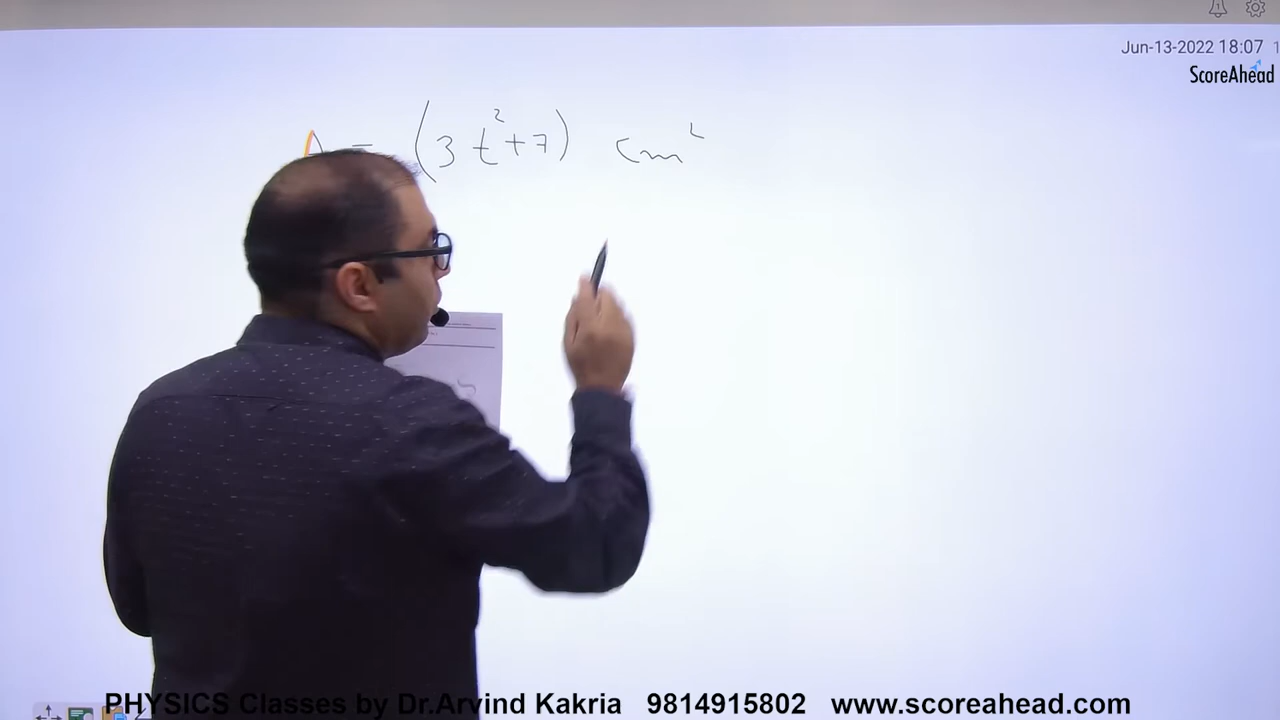 Jun-13-2022 18:07
ScoreAhead
= (3t²+7) cm²
PHYSICS Classes by Dr.Arvind Kakria 9814915802 www.scoreahead.com